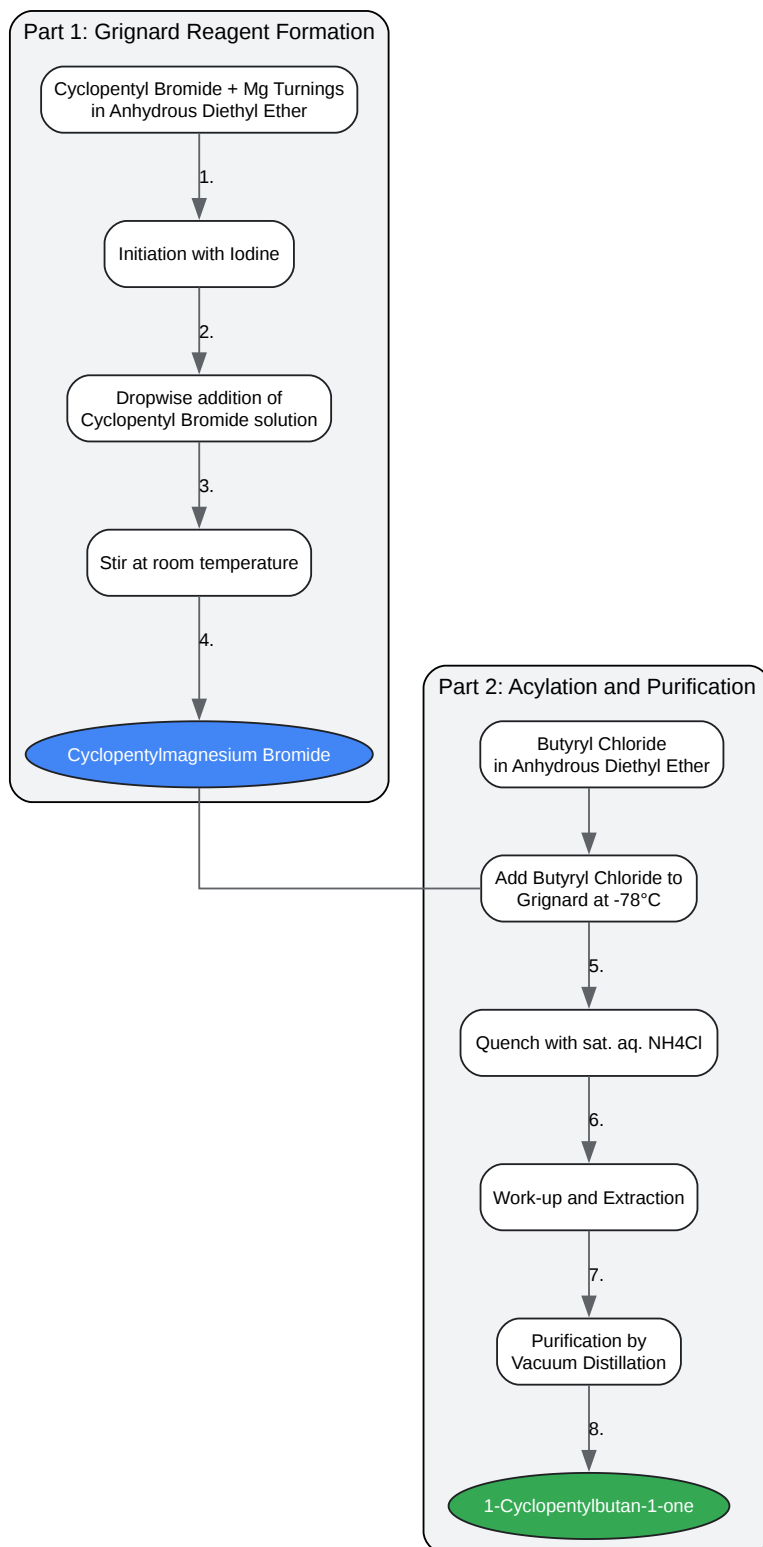 Part 1: Grignard Reagent Formation
Cyclopentyl Bromide + Mg Turnings
in Anhydrous Diethyl Ether
1.
Initiation with Iodine
2.
Dropwise addition of
Cyclopentyl Bromide solution
3.
Stir at room temperature
4.
Cyclopentylmagnesium Bromide
Part 2: Acylation and Purification
Butyryl Chloride
in Anhydrous Diethyl Ether
Add Butyryl Chloride to
Grignard at -78°C
5.
Quench with sat. aq. NH4Cl
6.
Work-up and Extraction
7.
Purification by
Vacuum Distillation
8.
1-Cyclopentylbutan-1-one